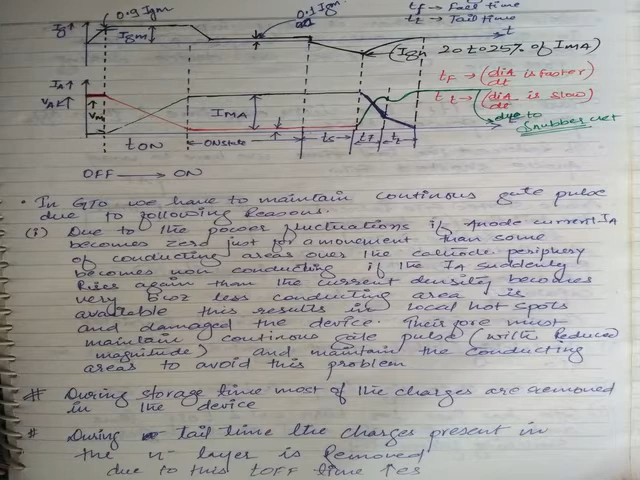 tf → Fall time
0.9 Igm
0.1 Igm
tt → Tail time
Ig↑
Igm
t
(Ign 20 to 25% of IMA)
IA↑
VAK↑
tF → (diA/dt is faster)
tt → (diA/dt is slow)
due to
Snubber ckt
IMA
tON
ON state
ts
tf
tt
OFF → ON
• In GTO we have to maintain continous gate pulse
due to following Reasons.
(i) Due to the power fluctuations if Anode current IA
becomes zero just for a movement than some
of conducting areas over the cathode periphery
becomes non conducting if the IA suddenly
Rises again than the current density becomes
very bcoz less conducting area is
available this results in local hot spots
and damaged the device. Therfore must
maintain continous gate pulse (with Reduced
magnitude) and maintain the conducting
areas to avoid this problem
# During storage time most of the charges are removed
in the device
# During tail time the charges present in
the n⁻ layer is Removed
due to this tOFF time ↑es